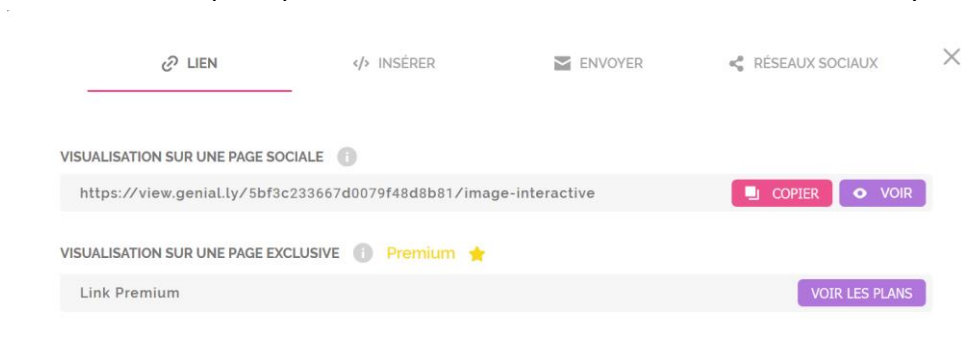 LIEN
</> INSÉRER
ENVOYER
RÉSEAUX SOCIAUX
VISUALISATION SUR UNE PAGE SOCIALE
https://view.genial.ly/5bf3c233667d0079f48d8b81/image-interactive
COPIER
VOIR
VISUALISATION SUR UNE PAGE EXCLUSIVE Premium
Link Premium
VOIR LES PLANS